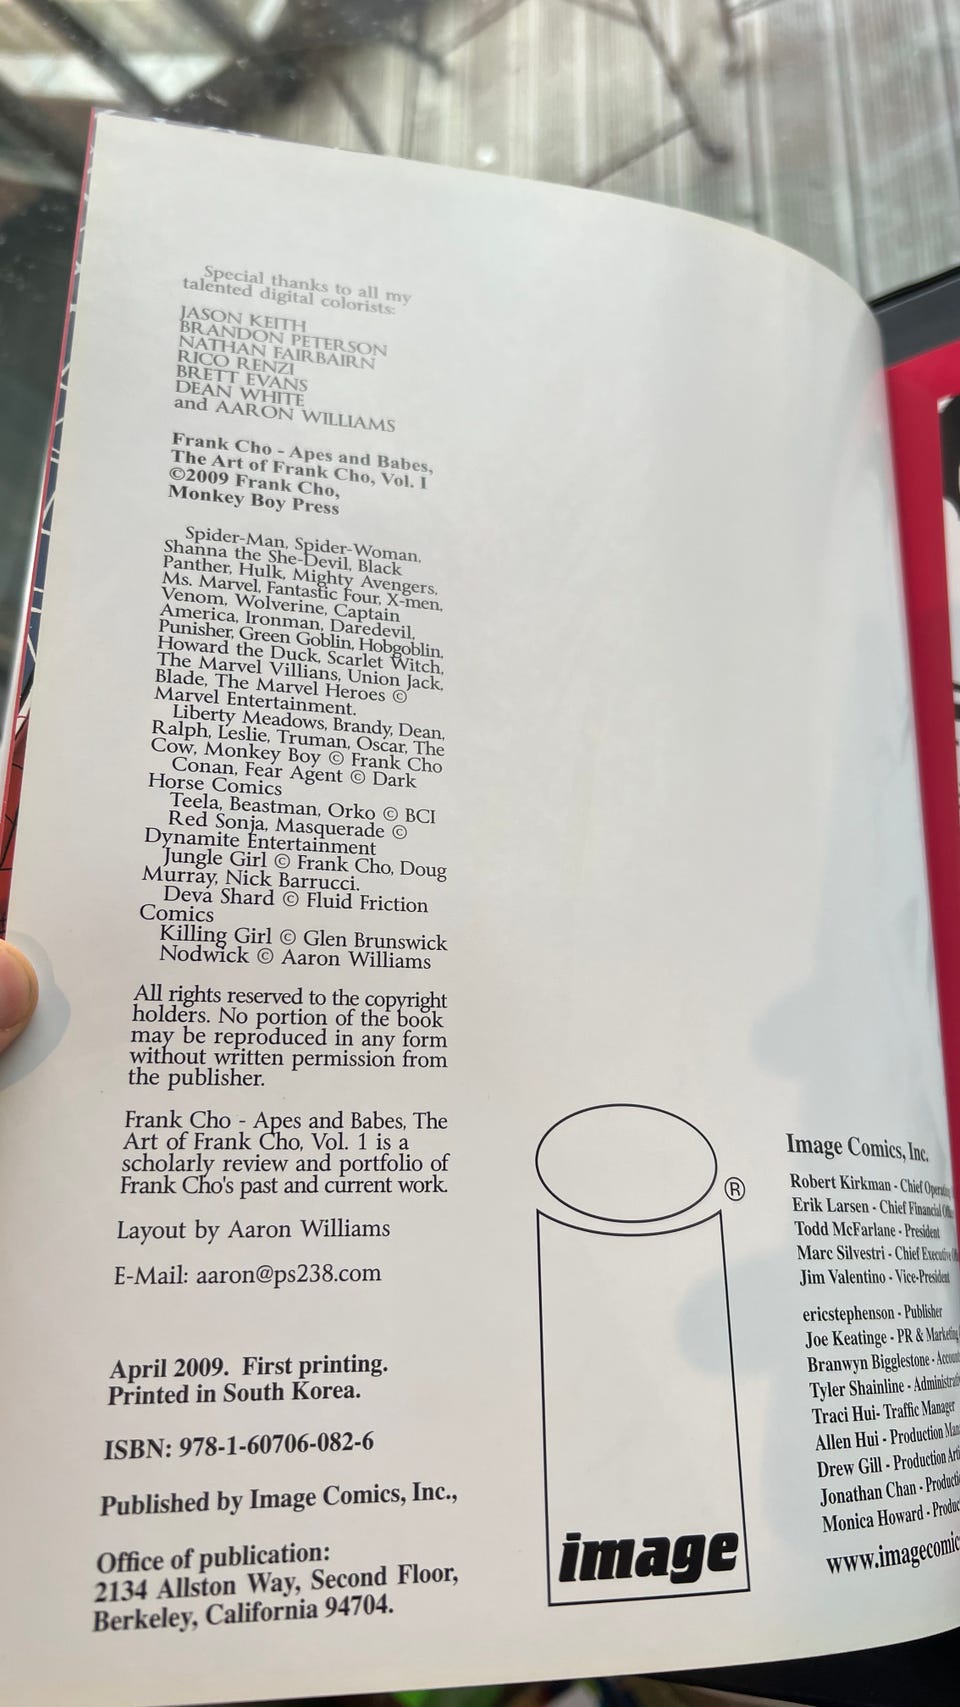 Special thanks to all my
talented digital colorists:
JASON KEITH
BRANDON PETERSON
NATHAN FAIRBAIRN
RICO RENZI
BRETT EVANS
DEAN WHITE
and AARON WILLIAMS
Frank Cho - Apes and Babes,
The Art of Frank Cho, Vol. I
©2009 Frank Cho,
Monkey Boy Press
Spider-Man, Spider-Woman,
Shanna the She-Devil, Black
Panther, Hulk, Mighty Avengers,
Ms. Marvel, Fantastic Four, X-men,
Venom, Wolverine, Captain
America, Ironman, Daredevil,
Punisher, Green Goblin, Hobgoblin,
Howard the Duck, Scarlet Witch,
The Marvel Villians, Union Jack,
Blade, The Marvel Heroes ©
Marvel Entertainment.
Liberty Meadows, Brandy, Dean,
Ralph, Leslie, Truman, Oscar, The
Cow, Monkey Boy © Frank Cho
Conan, Fear Agent © Dark
Horse Comics
Teela, Beastman, Orko © BCI
Red Sonja, Masquerade ©
Dynamite Entertainment
Jungle Girl © Frank Cho, Doug
Murray, Nick Barrucci.
Deva Shard © Fluid Friction
Comics
Killing Girl © Glen Brunswick
Nodwick © Aaron Williams
All rights reserved to the copyright
holders. No portion of the book
may be reproduced in any form
without written permission from
the publisher.
Frank Cho - Apes and Babes, The
Art of Frank Cho, Vol. 1 is a
scholarly review and portfolio of
Frank Cho's past and current work.
Layout by Aaron Williams
E-Mail: aaron@ps238.com
April 2009. First printing.
Printed in South Korea.
ISBN: 978-1-60706-082-6
Published by Image Comics, Inc.,
Office of publication:
2134 Allston Way, Second Floor,
Berkeley, California 94704.
®
image
Image Comics, Inc.
Robert Kirkman - Chief
Erik Larsen - Chief Financial
Todd McFarlane - President
Marc Silvestri - Chief Executive
Jim Valentino - Vice-President
ericstephenson - Publisher
Joe Keatinge - PR & Marketing
Branwyn Bigglestone -
Tyler Shainline -
Traci Hui- Traffic Manager
Allen Hui - Production
Drew Gill - Production
Jonathan Chan -
Monica Howard -